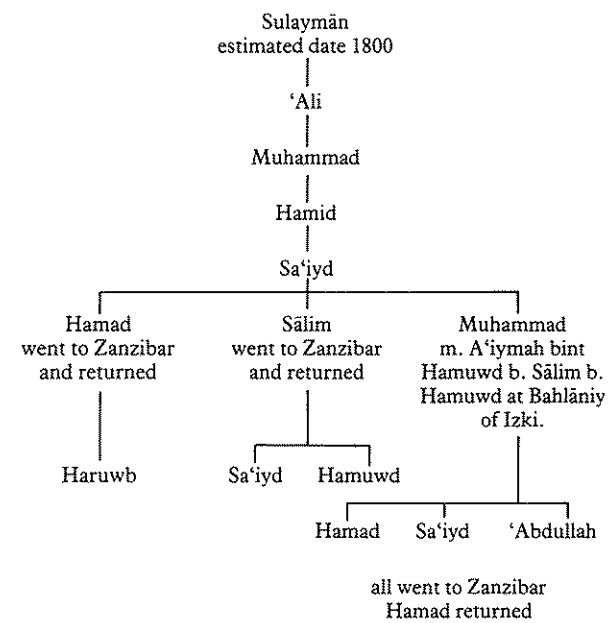 Sulaymān
estimated date 1800
‘Ali
Muhammad
Hamid
Sa‘iyd
Hamad
went to Zanzibar
and returned
Sālim
went to Zanzibar
and returned
Muhammad
m. A‘iymah bint
Hamuwd b. Sālim b.
Hamuwd at Bahlāniy
of Izki.
Haruwb
Sa‘iyd
Hamuwd
Hamad
Sa‘iyd
‘Abdullah
all went to Zanzibar
Hamad returned